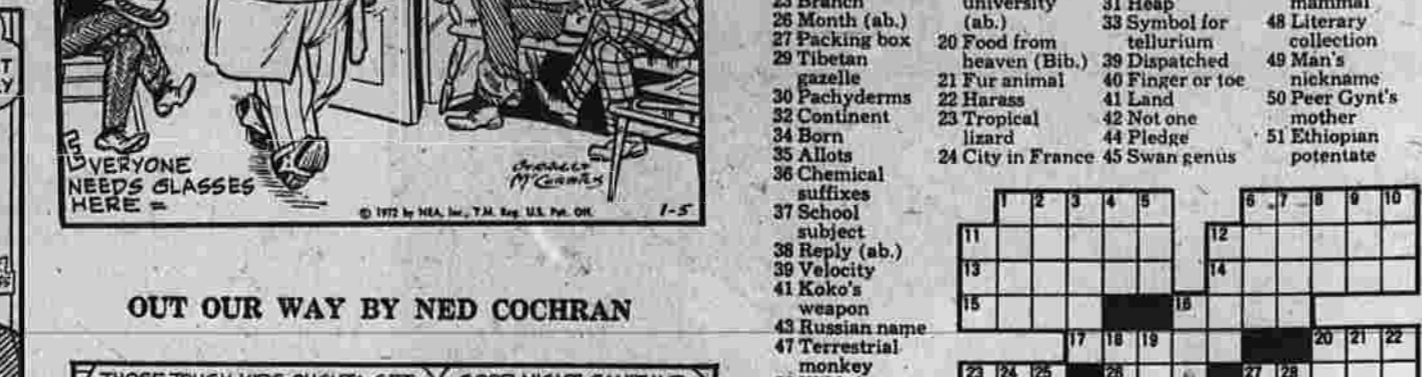 EVERYONE
NEEDS GLASSES
HERE =
© 1972 by NEA, Inc., T.M. Reg. U.S. Pat. Off.
1-5
OUT OUR WAY BY NED COCHRAN
23 Branch
26 Month (ab.)
27 Packing box
29 Tibetan
gazelle
30 Pachyderms
32 Continent
34 Born
35 Allots
36 Chemical
suffixes
37 School
subject
38 Reply (ab.)
39 Velocity
41 Koko's
weapon
43 Russian name
47 Terrestrial
monkey
university
(ab.)
20 Food from
heaven (Bib.)
21 Fur animal
22 Harass
23 Tropical
lizard
24 City in France
31 Heap
33 Symbol for
tellurium
39 Dispatched
40 Finger or toe
41 Land
42 Not one
44 Pledge
45 Swan genus
mammal
48 Literary
collection
49 Man's
nickname
50 Peer Gynt's
mother
51 Ethiopian
potentate
1 2 3 4 5 6 7 8 9 10
11 12
13 14
15 16
17 18 19 20 21 22
23 24 25 26 27 28